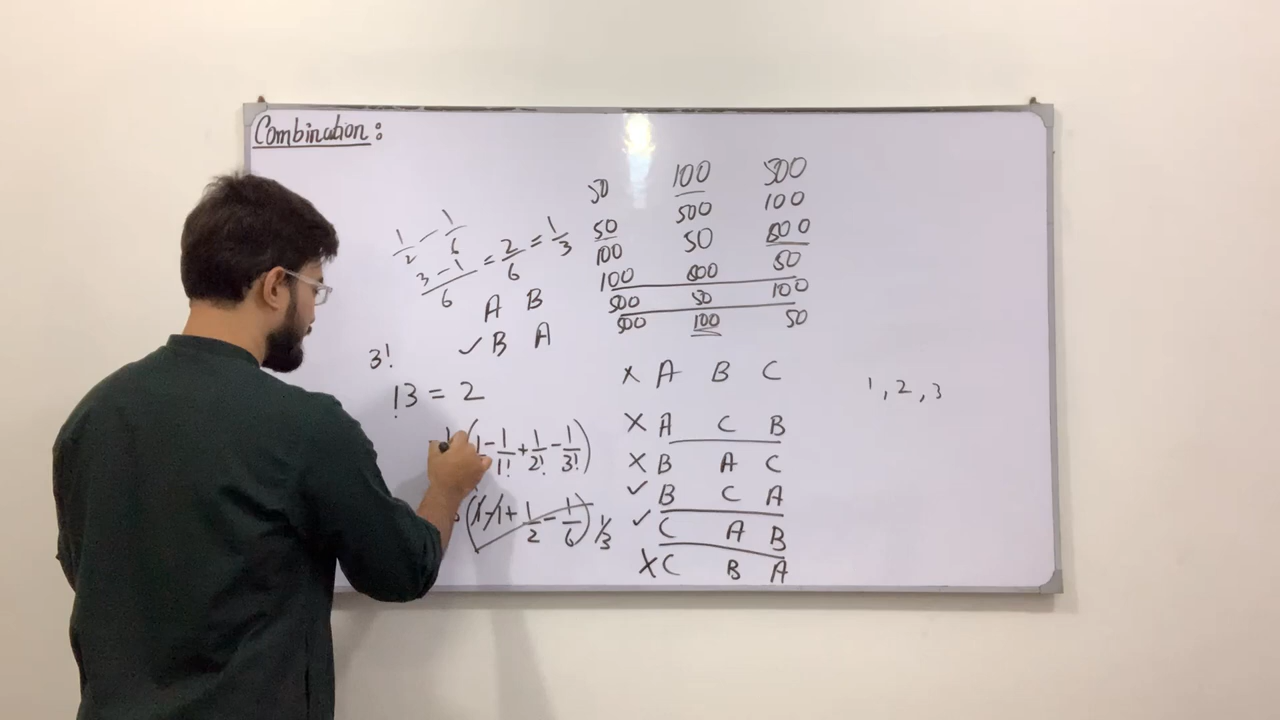 Combination:
1/2 - 1/6
3-1/6 = 2/6 = 1/3
A B
✓ B A
3!
!3 = 2
(1 - 1/1! + 1/2! - 1/3!)
(1 - 1 + 1/2 - 1/6) 1/3
50 100 500
50 500 100
100 50 500
100 500 50
500 50 100
500 100 50
× A B C
× A C B
× B A C
✓ B C A
✓ C A B
× C B A
1, 2, 3